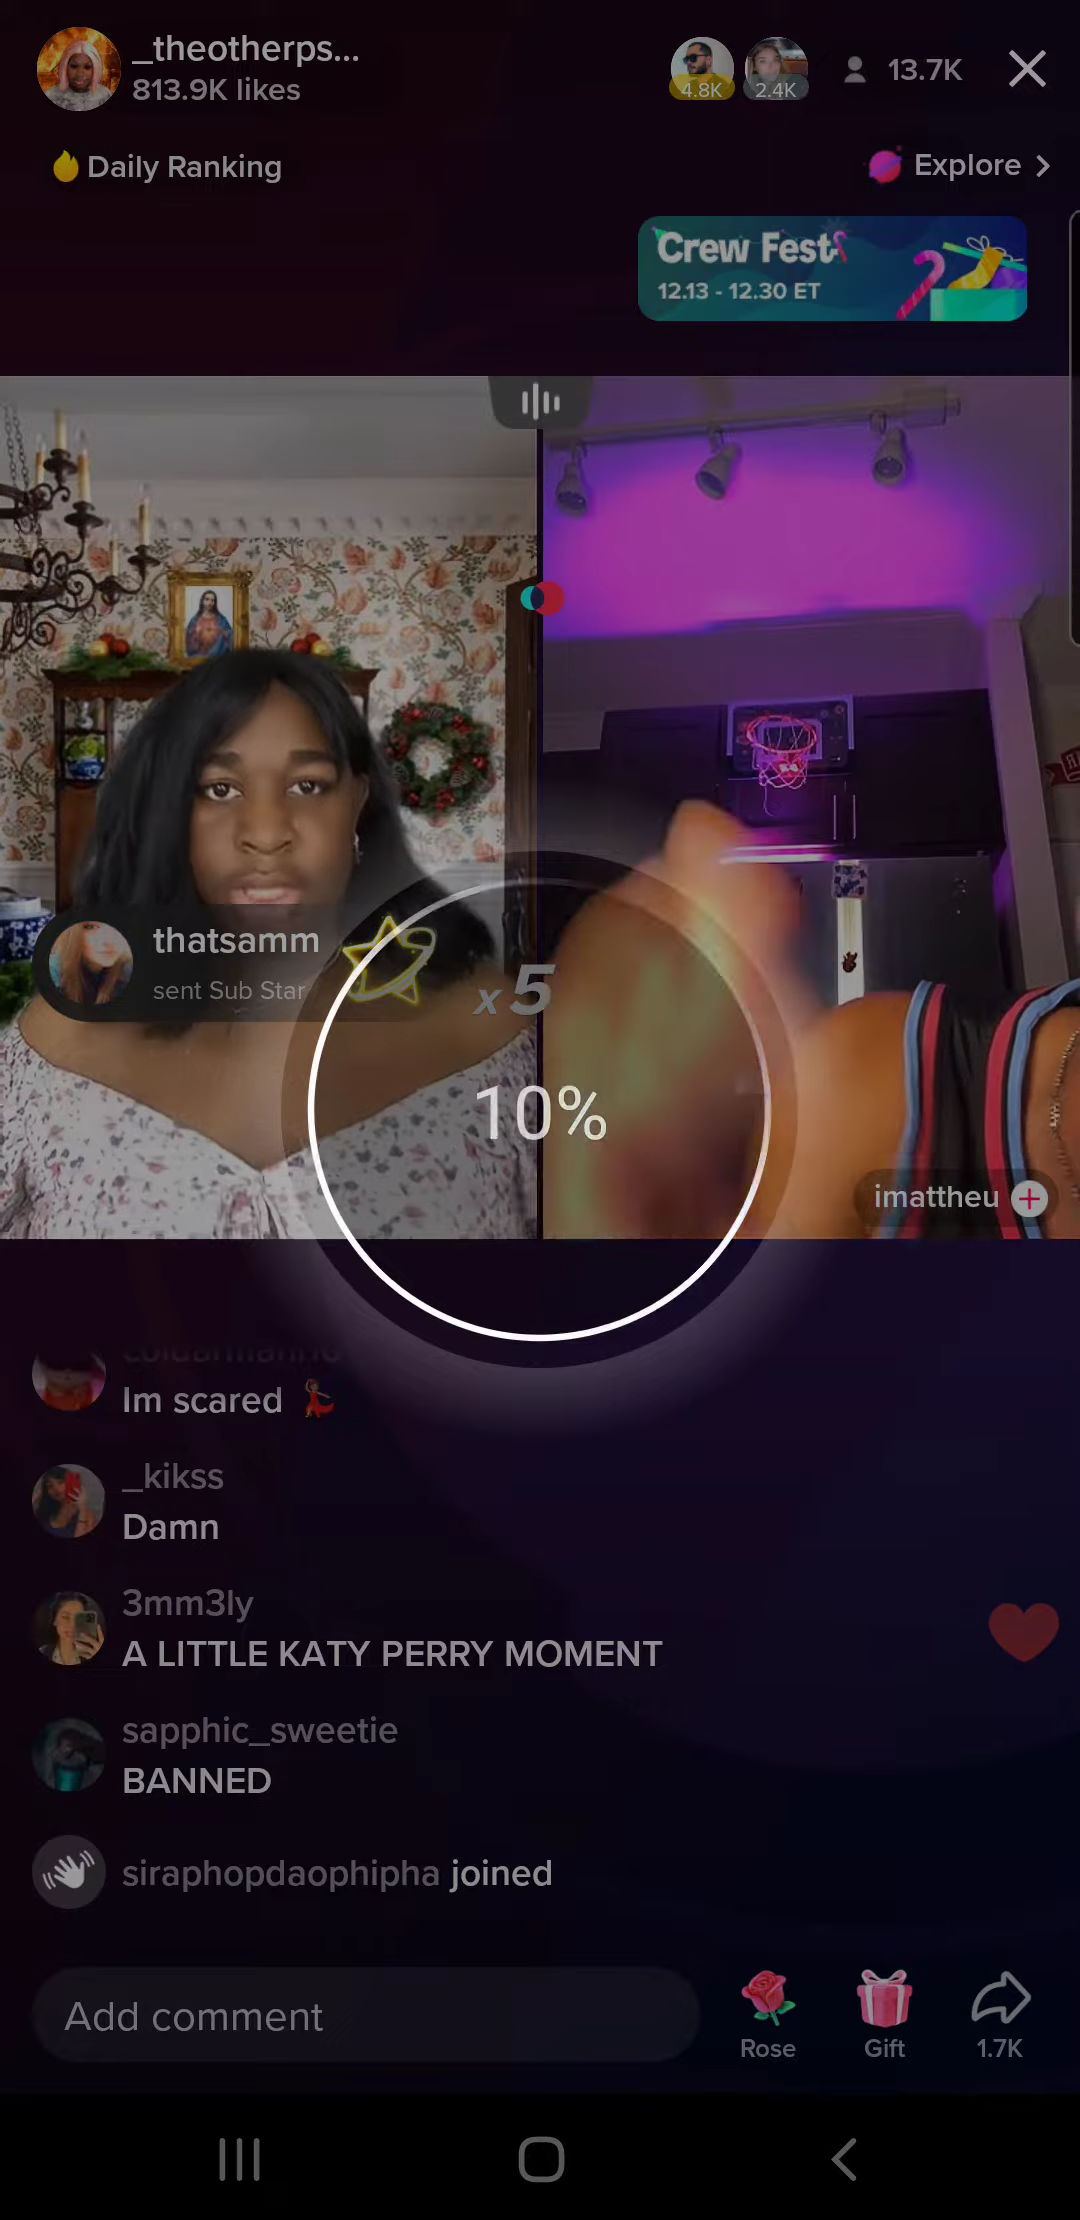 _theotherps...
813.9K likes
4.8K
2.4K
13.7K
Daily Ranking
Explore
Crew Fest
12.13 - 12.30 ET
thatsamm
sent Sub Star
x 5
10%
imattheu
Im scared
_kikss
Damn
3mm3ly
A LITTLE KATY PERRY MOMENT
sapphic_sweetie
BANNED
siraphopdaophipha joined
Add comment
Rose
Gift
1.7K